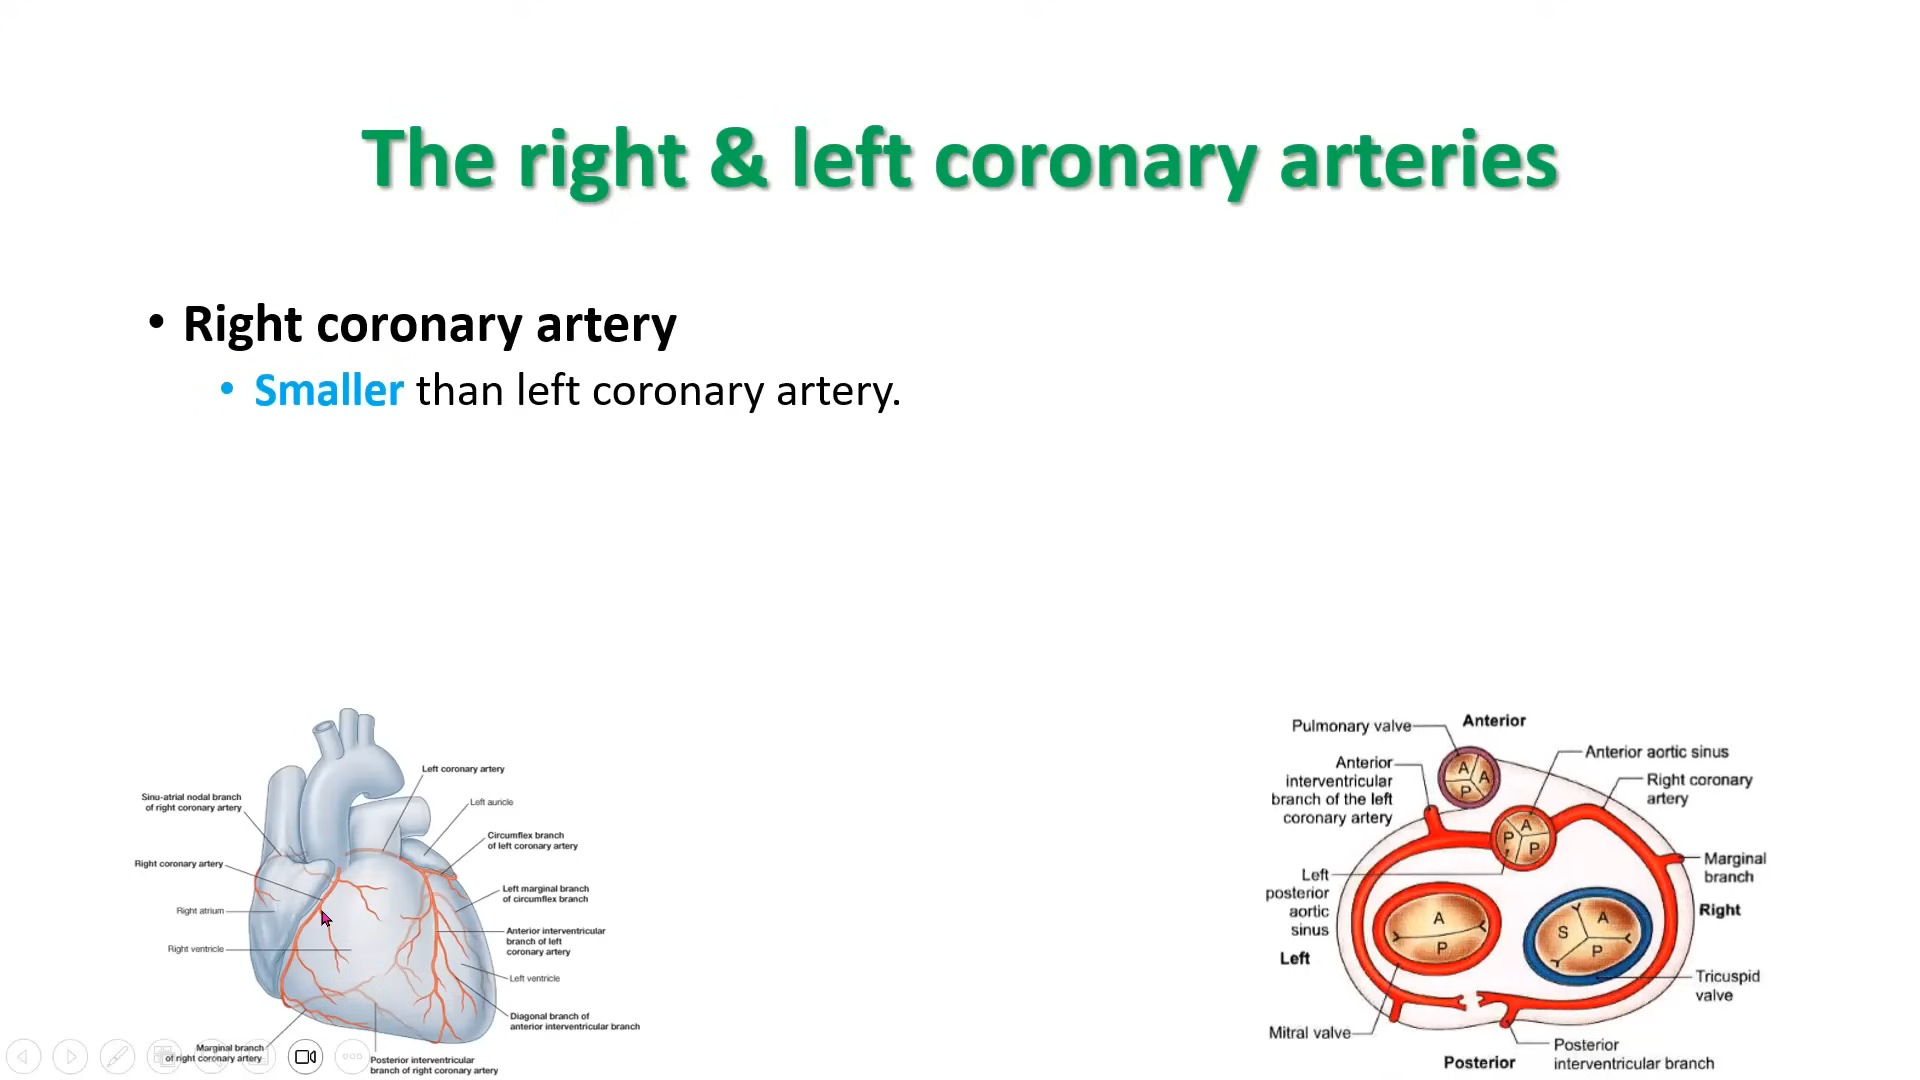 The right & left coronary arteries
• Right coronary artery
• Smaller than left coronary artery.
Left coronary artery
Sinu-atrial nodal branch
of right coronary artery
Left auricle
Circumflex branch
of left coronary artery
Right coronary artery
Left marginal branch
of circumflex branch
Right atrium
Anterior interventricular
branch of left
coronary artery
Right ventricle
Left ventricle
Diagonal branch of
anterior interventricular branch
Marginal branch
of right coronary artery
Posterior interventricular
branch of right coronary artery
Pulmonary valve
Anterior
Anterior aortic sinus
Anterior
interventricular
branch of the left
coronary artery
Right coronary
artery
A
A
P
A
P
P
Marginal
branch
Left
posterior
aortic
sinus
Right
A
P
S
A
P
Left
Tricuspid
valve
Mitral valve
Posterior
Posterior
interventricular branch